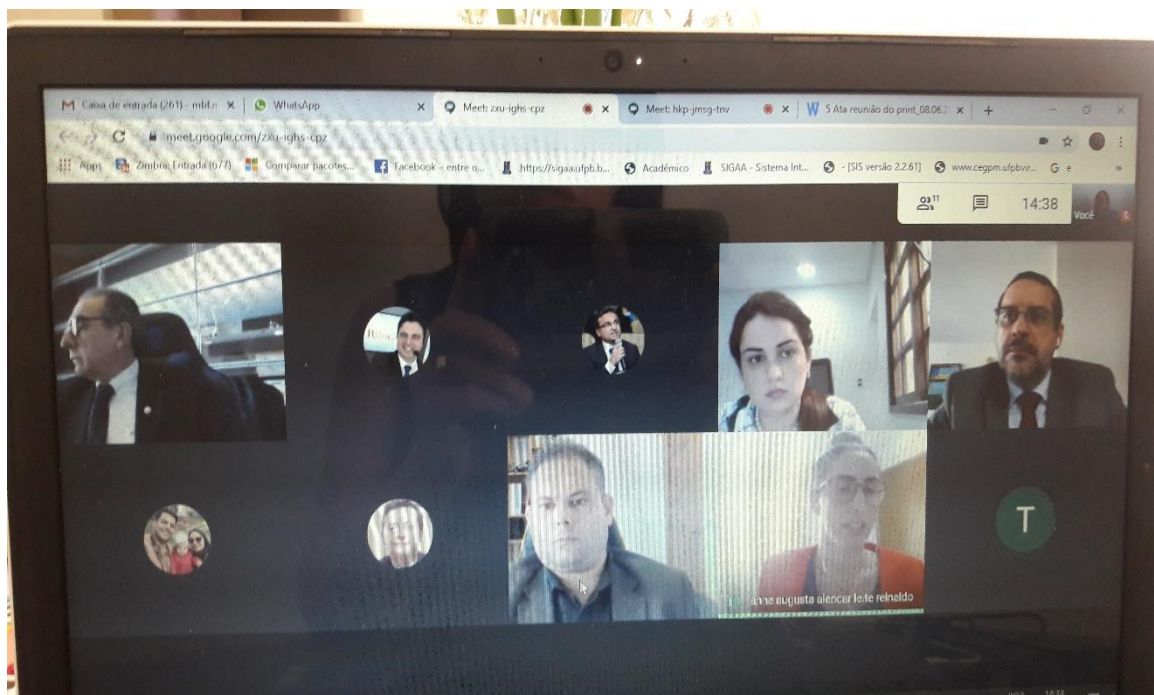 Caixa de entrada (261) - mbf.n
WhatsApp
Meet: zxu-ighs-cpz
Meet: hkp-jmsg-tnv
5 Ata reunião do print_08.06.2
meet.google.com/zxu-ighs-cpz
Apps
Zimbra: Entrada (677)
Comparar pacotes...
Facebook – entre o...
https://sigaa.ufpb.b...
Acadêmico
SIGAA - Sistema Int...
- [SIS versão 2.2.61]
www.cegpm.ufpbvir...
G e
11
14:38
Você
T
anne augusta alencar leite reinaldo
14:38